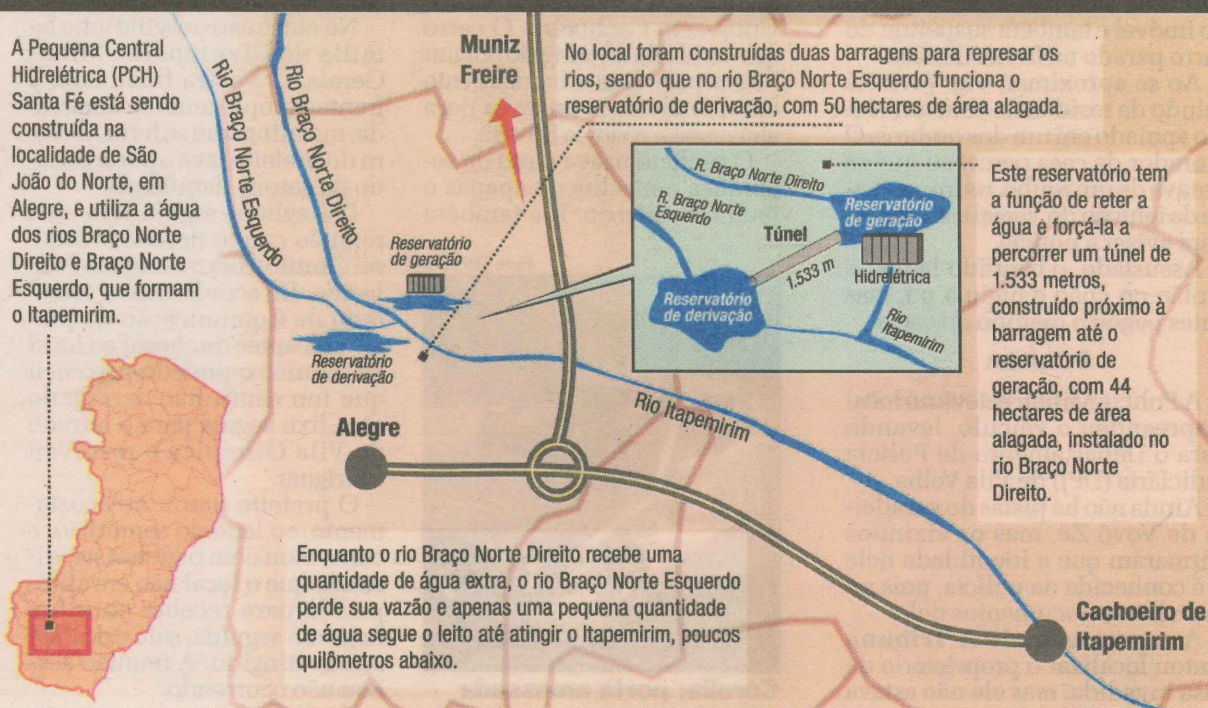 A Pequena Central
Hidrelétrica (PCH)
Santa Fé está sendo
construída na
localidade de São
João do Norte, em
Alegre, e utiliza a água
dos rios Braço Norte
Direito e Braço Norte
Esquerdo, que formam
o Itapemirim.
Rio Braço Norte Esquerdo
Rio Braço Norte Direito
Muniz
Freire
No local foram construídas duas barragens para represar os
rios, sendo que no rio Braço Norte Esquerdo funciona o
reservatório de derivação, com 50 hectares de área alagada.
Reservatório
de geração
Reservatório
de derivação
R. Braço Norte Direito
R. Braço Norte
Esquerdo
Túnel
1.533 m
Reservatório
de geração
Hidrelétrica
Reservatório
de derivação
Rio
Itapemirim
Este reservatório tem
a função de reter a
água e forçá-la a
percorrer um túnel de
1.533 metros,
construído próximo à
barragem até o
reservatório de
geração, com 44
hectares de área
alagada, instalado no
rio Braço Norte
Direito.
Rio Itapemirim
Alegre
Enquanto o rio Braço Norte Direito recebe uma
quantidade de água extra, o rio Braço Norte Esquerdo
perde sua vazão e apenas uma pequena quantidade
de água segue o leito até atingir o Itapemirim, poucos
quilômetros abaixo.
Cachoeiro de
Itapemirim